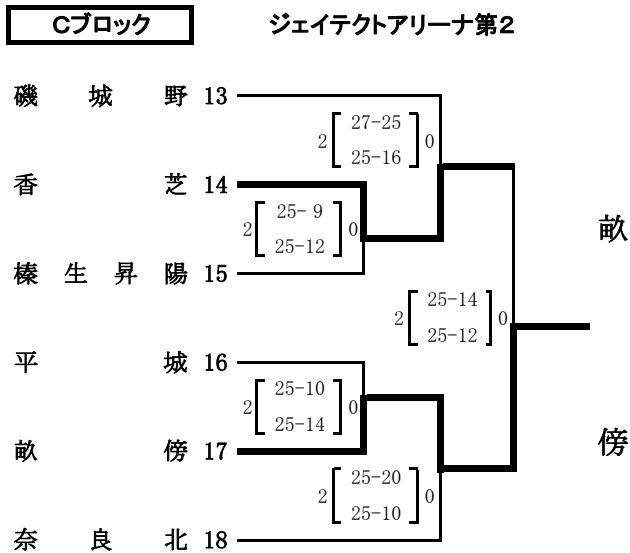 Cブロック ジェイテクトアリーナ第2
磯城野 13
2 27-25 0
25-16
香芝 14
2 25- 9 0
25-12
榛生昇陽 15
畝
2 25-14 0
25-12
平城 16
2 25-10 0
25-14
畝傍 17
傍
2 25-20 0
25-10
奈良北 18